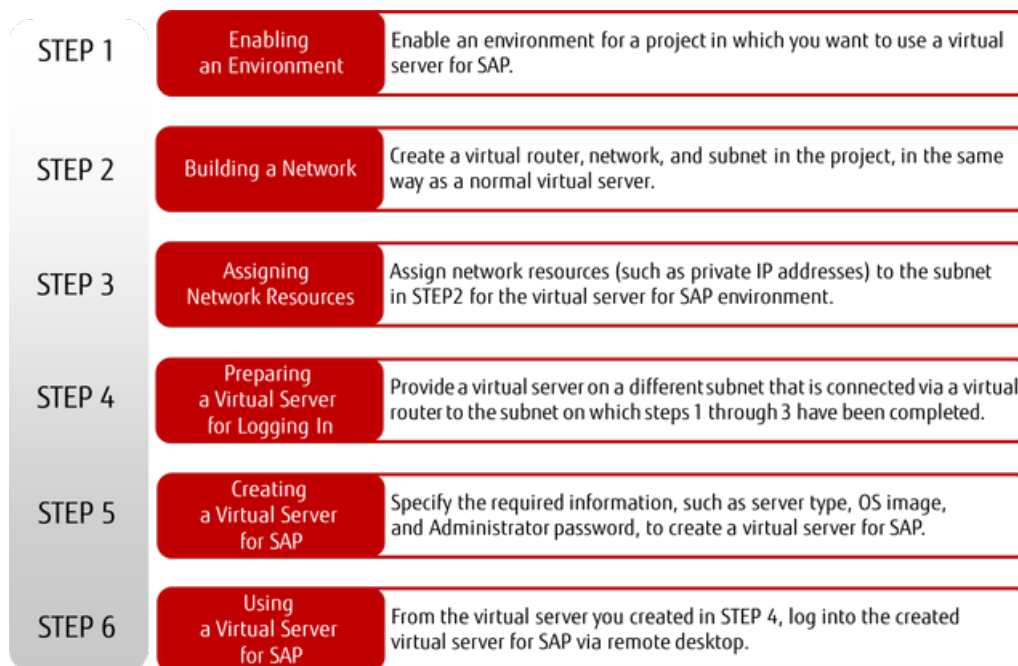 STEP 1
Enabling
an Environment
Enable an environment for a project in which you want to use a virtual
server for SAP.
STEP 2
Building a Network
Create a virtual router, network, and subnet in the project, in the same
way as a normal virtual server.
STEP 3
Assigning
Network Resources
Assign network resources (such as private IP addresses) to the subnet
in STEP2 for the virtual server for SAP environment.
STEP 4
Preparing
a Virtual Server
for Logging In
Provide a virtual server on a different subnet that is connected via a virtual
router to the subnet on which steps 1 through 3 have been completed.
STEP 5
Creating
a Virtual Server
for SAP
Specify the required information, such as server type, OS image,
and Administrator password, to create a virtual server for SAP.
STEP 6
Using
a Virtual Server
for SAP
From the virtual server you created in STEP 4, log into the created
virtual server for SAP via remote desktop.